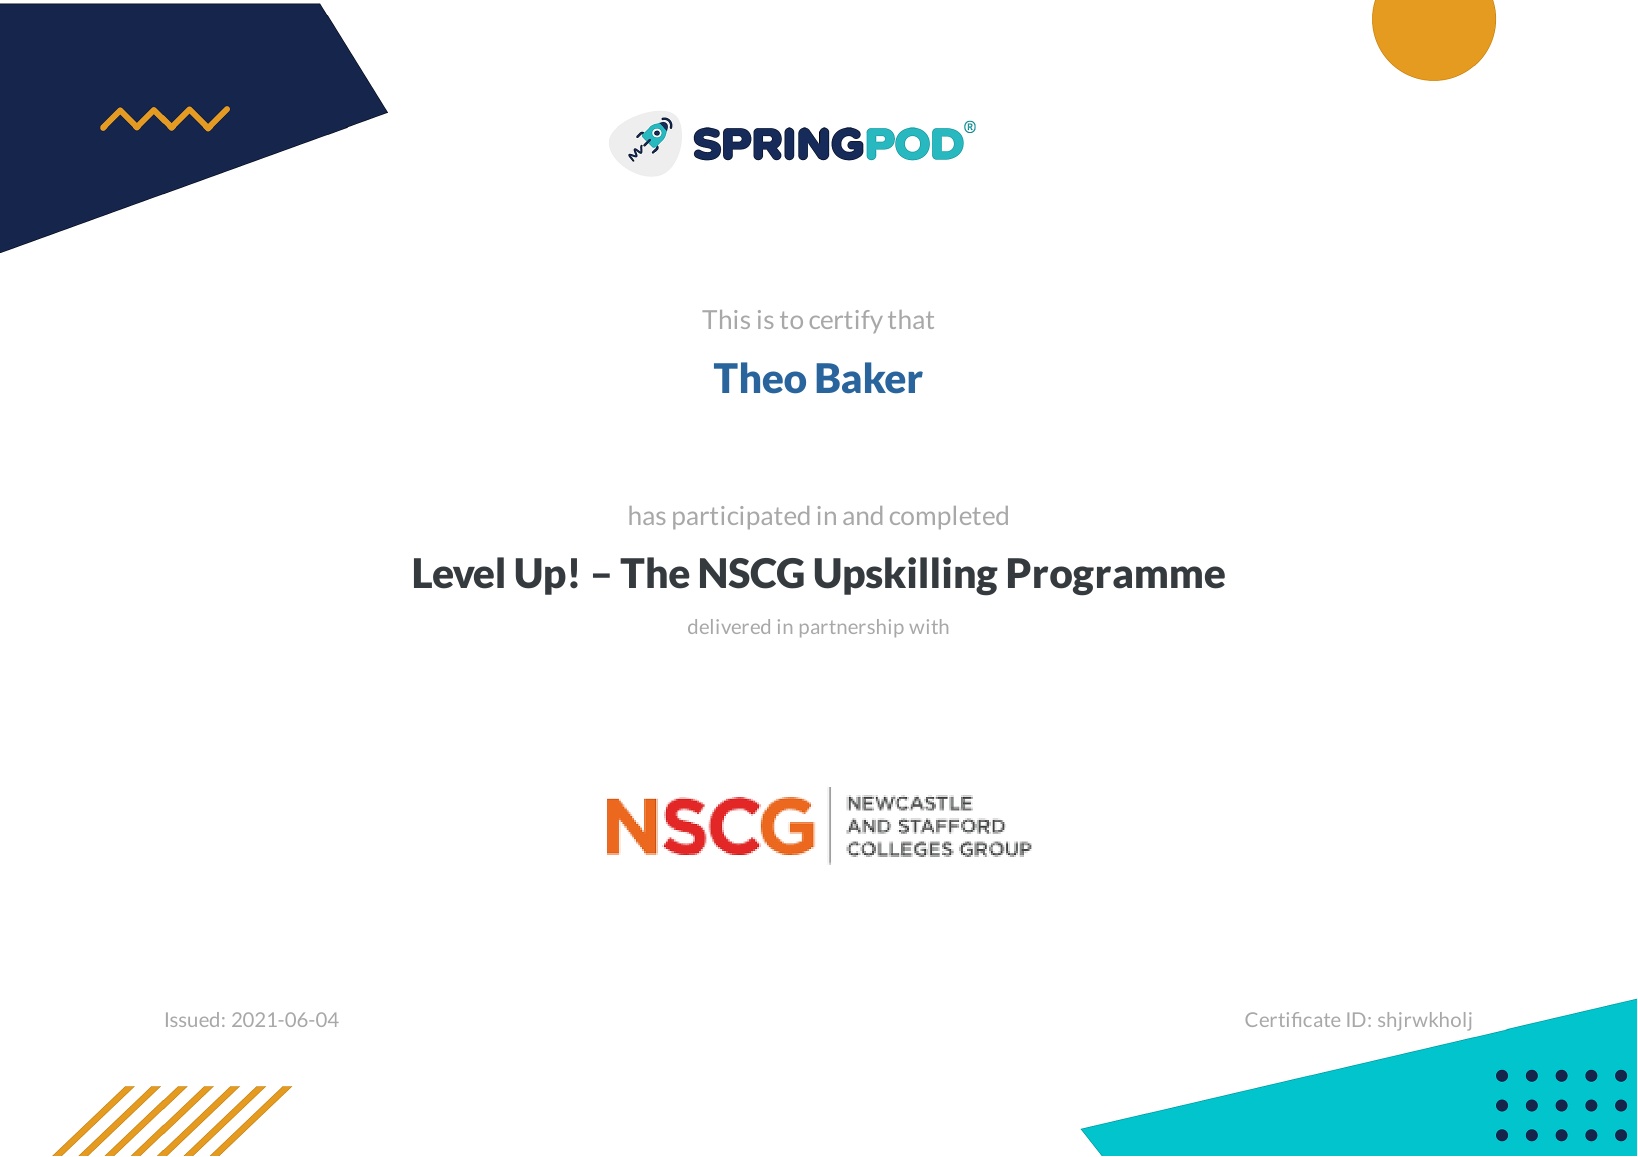 SPRINGPOD®
This is to certify that
Theo Baker
has participated in and completed
Level Up! – The NSCG Upskilling Programme
delivered in partnership with
NSCG
NEWCASTLE
AND STAFFORD
COLLEGES GROUP
Issued: 2021-06-04
Certificate ID: shjrwkholj